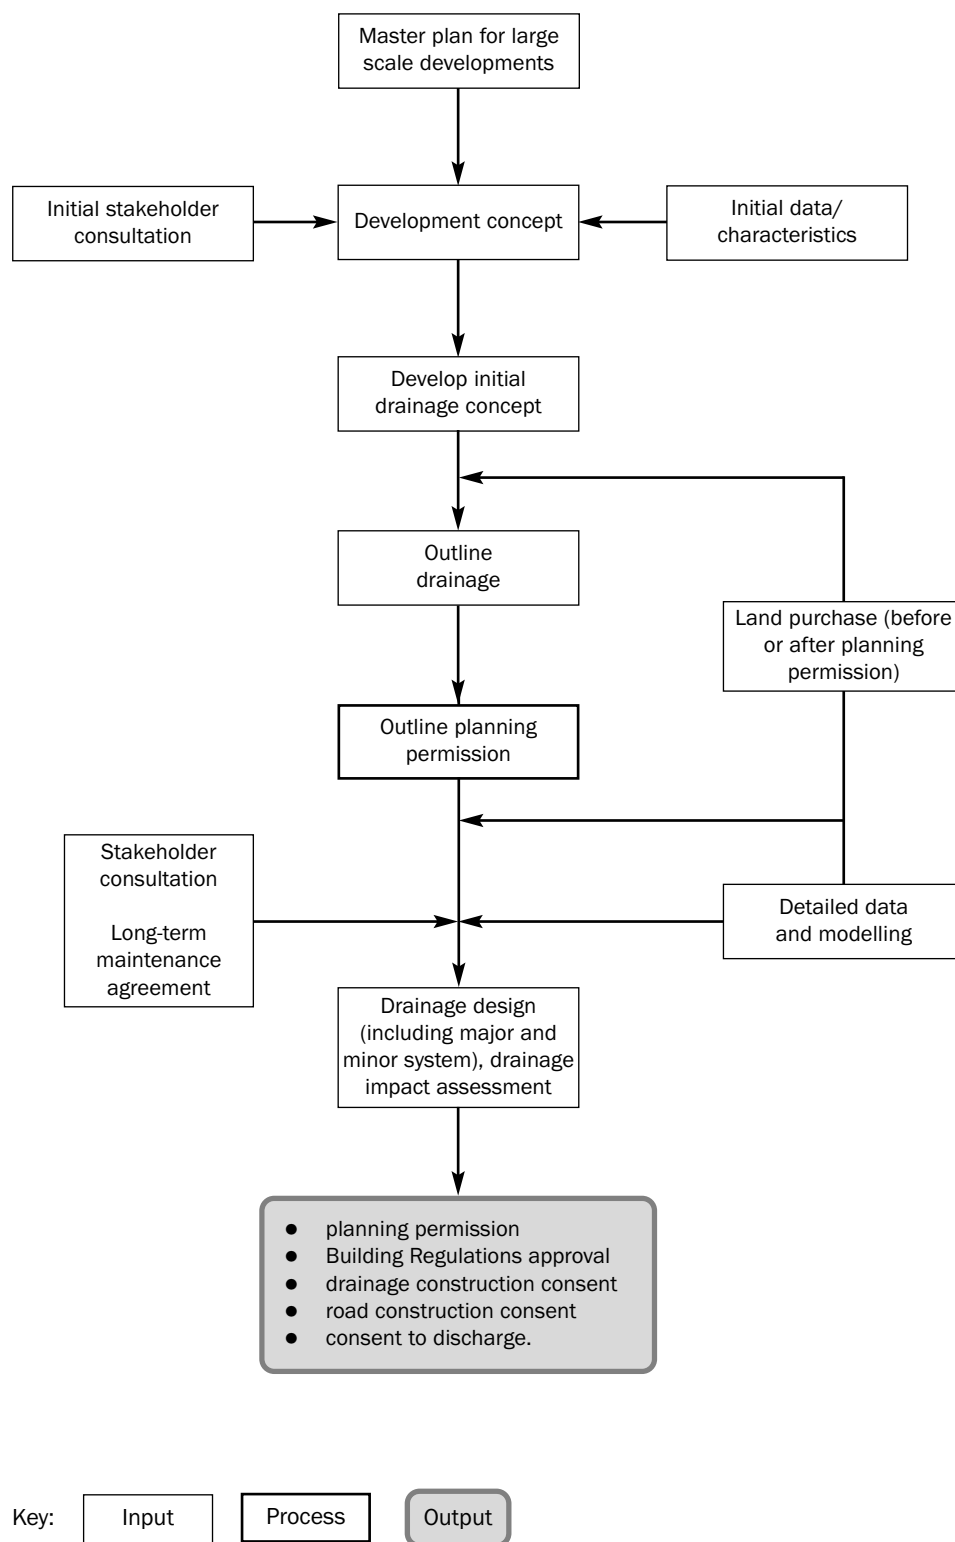 Master plan for large
scale developments
Initial stakeholder
consultation
Development concept
Initial data/
characteristics
Develop initial
drainage concept
Outline
drainage
Land purchase (before
or after planning
permission)
Outline planning
permission
Stakeholder
consultation
Long-term
maintenance
agreement
Detailed data
and modelling
Drainage design
(including major and
minor system), drainage
impact assessment
● planning permission
● Building Regulations approval
● drainage construction consent
● road construction consent
● consent to discharge.
Key: Input Process Output